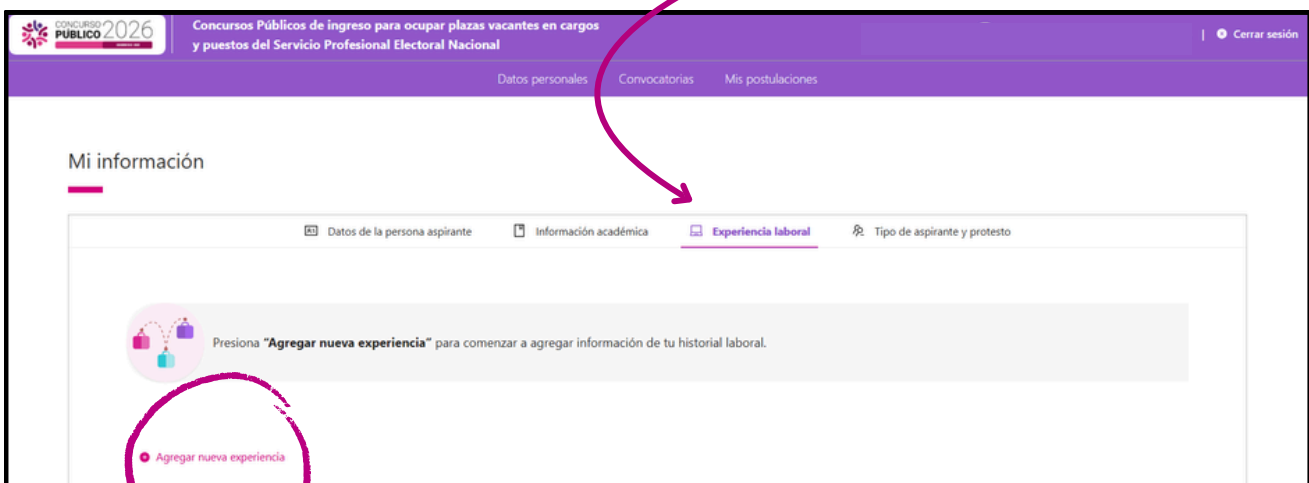 CONCURSO
PÚBLICO 2026
Concursos Públicos de ingreso para ocupar plazas vacantes en cargos
y puestos del Servicio Profesional Electoral Nacional
| Cerrar sesión
Datos personales Convocatorias Mis postulaciones
Mi información
Datos de la persona aspirante Información académica Experiencia laboral Tipo de aspirante y protesto
Presiona “Agregar nueva experiencia” para comenzar a agregar información de tu historial laboral.
Agregar nueva experiencia